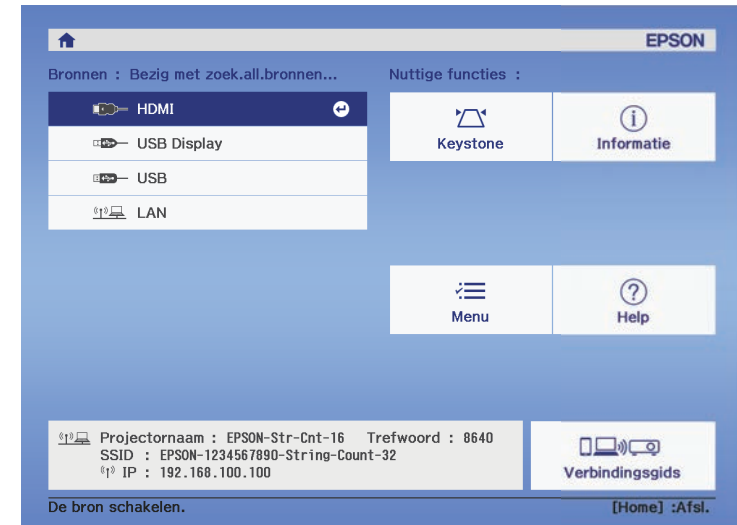 EPSON
Bronnen : Bezig met zoek.all.bronnen...
Nuttige functies :
HDMI
USB Display
USB
LAN
Keystone
Informatie
Menu
Help
Projectornaam : EPSON-Str-Cnt-16 Trefwoord : 8640
SSID : EPSON-1234567890-String-Count-32
IP : 192.168.100.100
Verbindingsgids
De bron schakelen.
[Home] :Afsl.